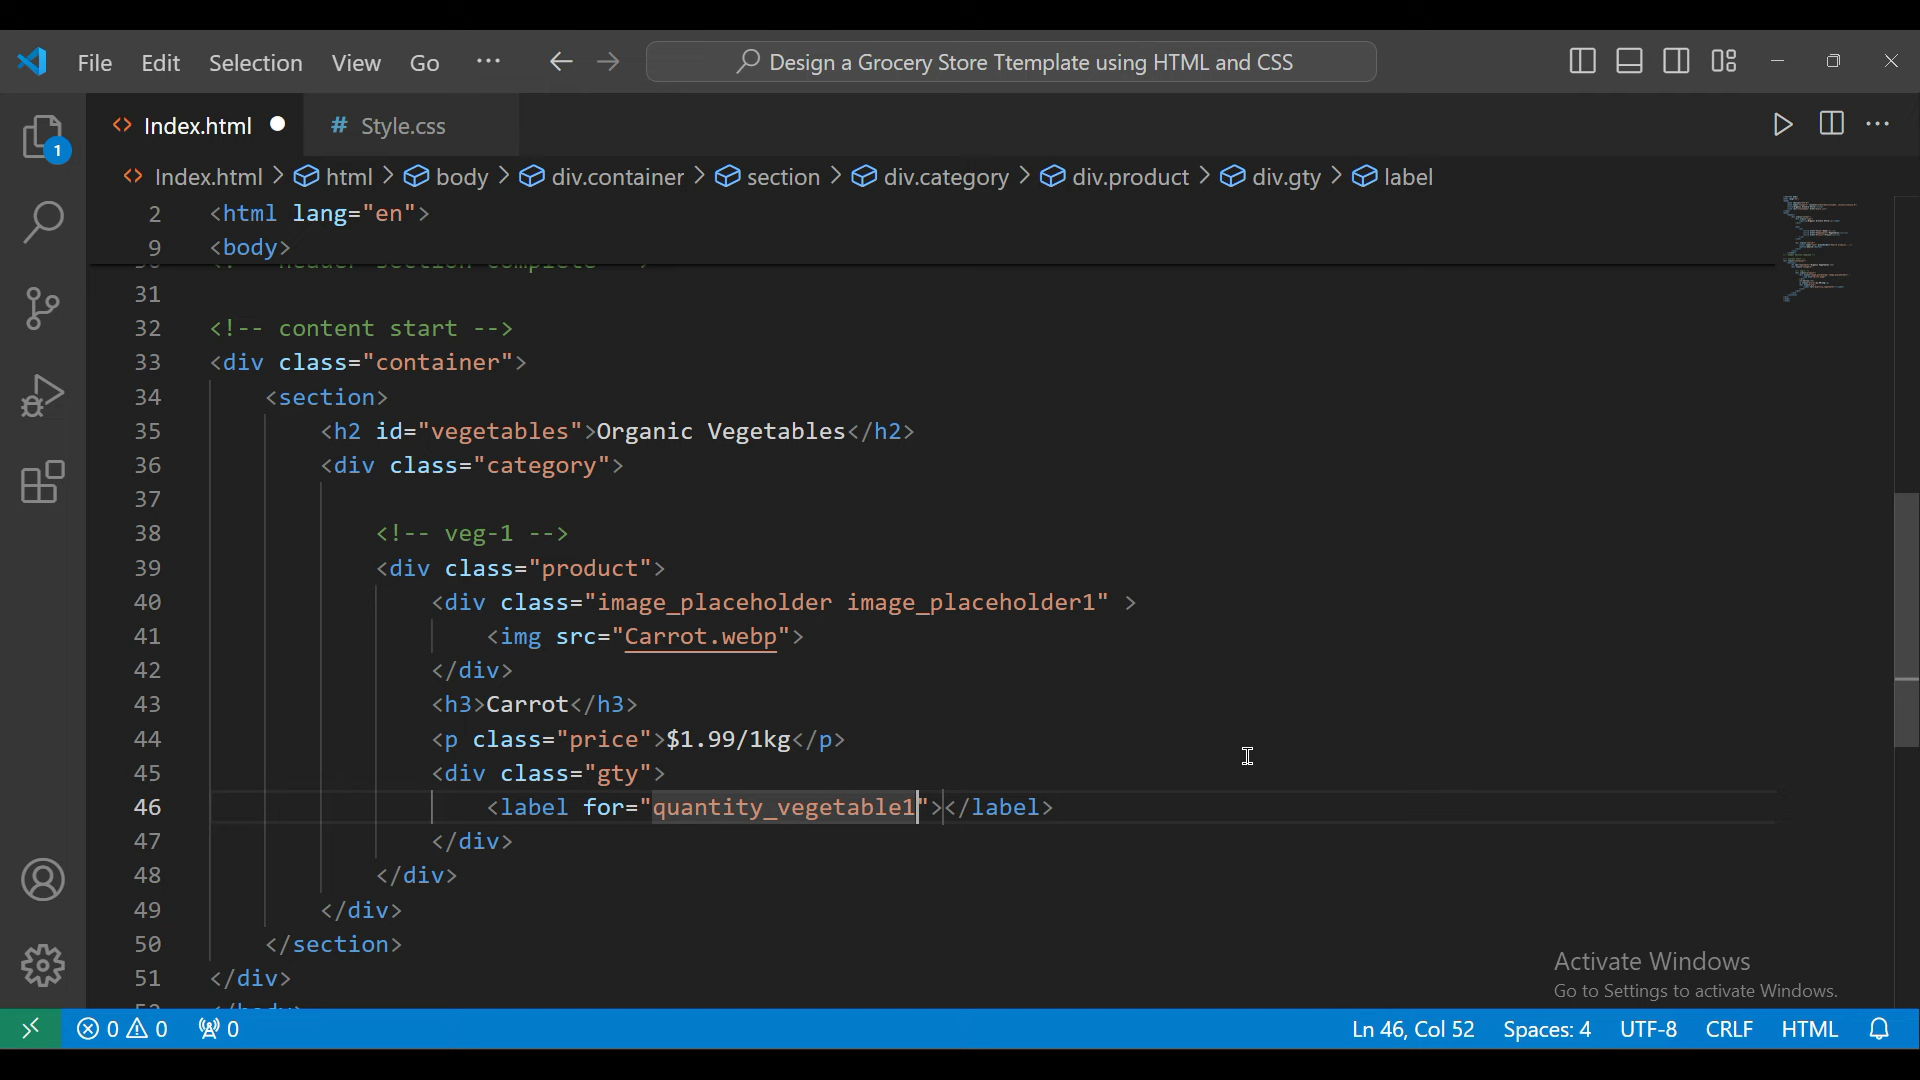 File Edit Selection View Go ··· Design a Grocery Store Ttemplate using HTML and CSS
<> Index.html # Style.css
1
<> Index.html > html > body > div.container > section > div.category > div.product > div.gty > label
2 <html lang="en">
9 <body>
31
32 <!-- content start -->
33 <div class="container">
34 <section>
35 <h2 id="vegetables">Organic Vegetables</h2>
36 <div class="category">
37
38 <!-- veg-1 -->
39 <div class="product">
40 <div class="image_placeholder image_placeholder1" >
41 <img src="Carrot.webp">
42 </div>
43 <h3>Carrot</h3>
44 <p class="price">$1.99/1kg</p>
45 <div class="gty">
46 <label for="quantity_vegetable1"></label>
47 </div>
48 </div>
49 </div>
50 </section>
51 </div>
Activate Windows
Go to Settings to activate Windows.
0 0 0 Ln 46, Col 52 Spaces: 4 UTF-8 CRLF HTML